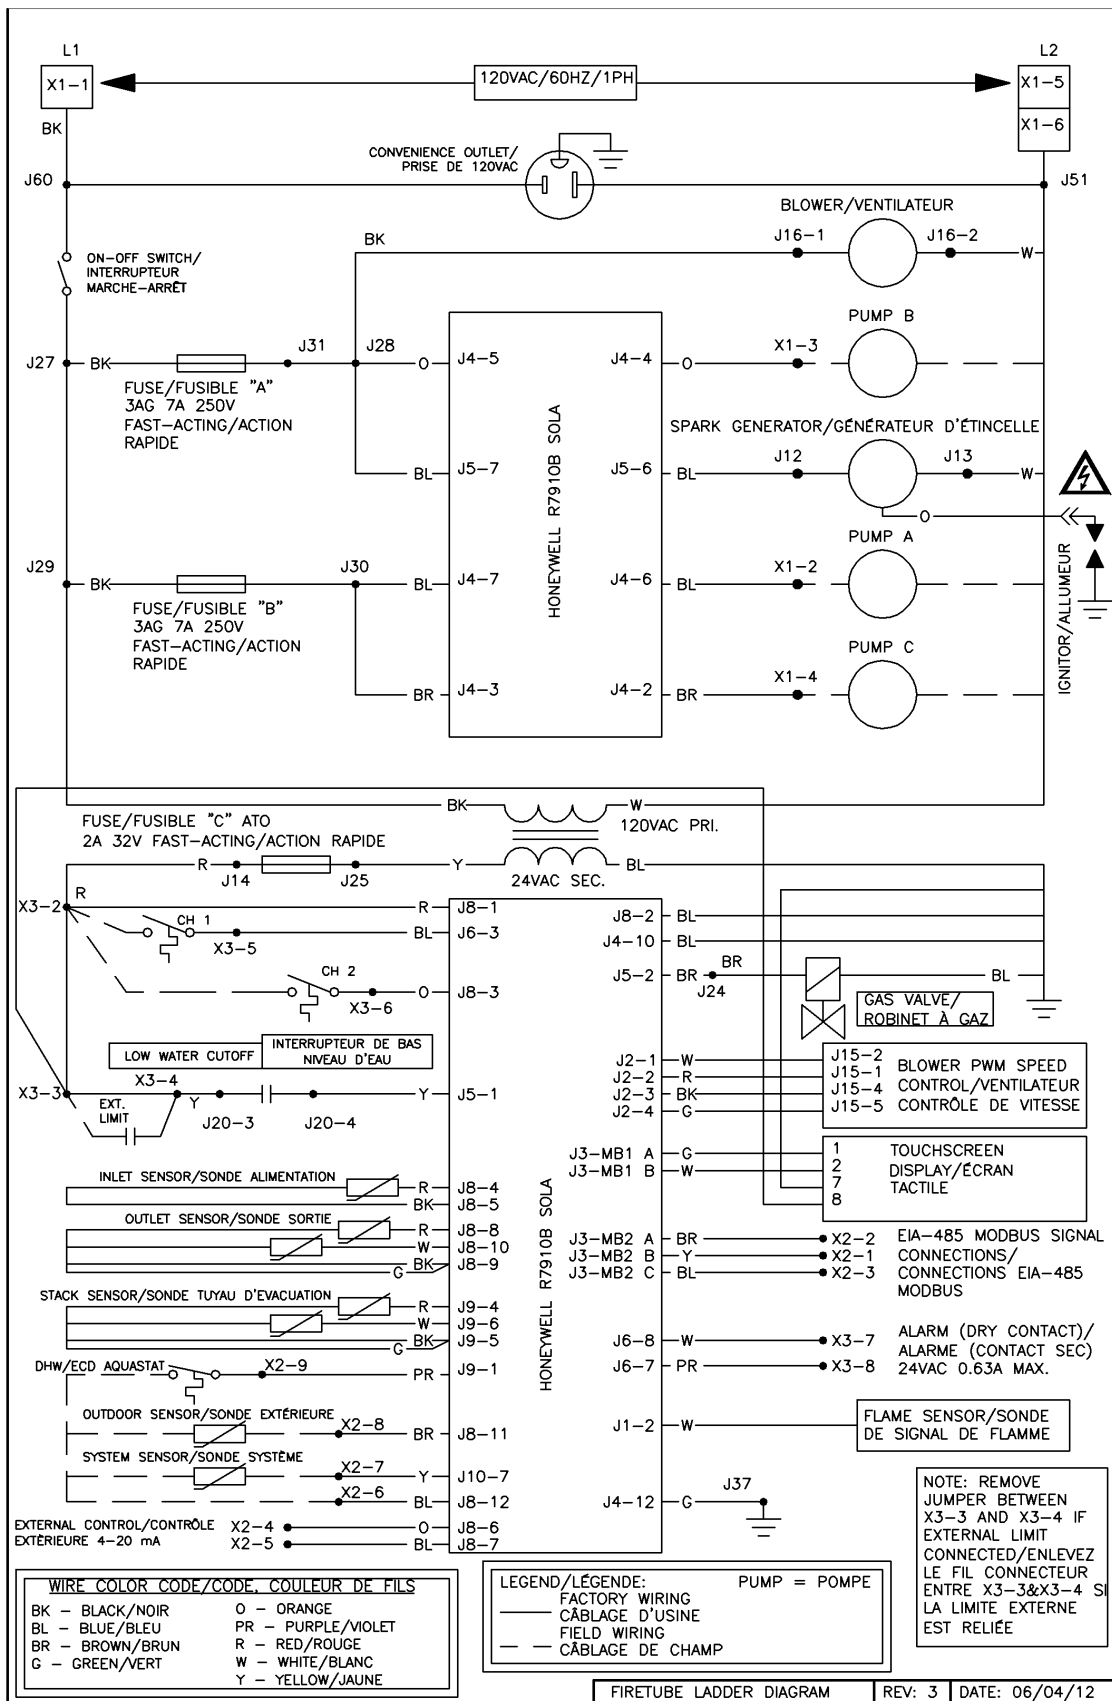 L1
L2
X1-1
120VAC/60HZ/1PH
X1-5
X1-6
BK
CONVENIENCE OUTLET/
PRISE DE 120VAC
J60
J51
BLOWER/VENTILATEUR
BK
J16-1
J16-2
W
ON-OFF SWITCH/
INTERRUPTEUR
MARCHE-ARRÊT
PUMP B
J27
BK
J31
J28
O
J4-5
J4-4
O
X1-3
FUSE/FUSIBLE "A"
3AG 7A 250V
FAST-ACTING/ACTION
RAPIDE
SPARK GENERATOR/GÉNÉRATEUR D'ÉTINCELLE
BL
J5-7
J5-6
BL
J12
J13
W
HONEYWELL R7910B SOLA
O
PUMP A
J29
BK
J30
BL
J4-7
J4-6
BL
X1-2
IGNITOR/ALLUMEUR
FUSE/FUSIBLE "B"
3AG 7A 250V
FAST-ACTING/ACTION
RAPIDE
PUMP C
BR
J4-3
J4-2
BR
X1-4
BK
W
120VAC PRI.
FUSE/FUSIBLE "C" ATO
2A 32V FAST-ACTING/ACTION RAPIDE
R
J14
J25
Y
24VAC SEC.
BL
X3-2
R
R
J8-1
J8-2
BL
CH 1
X3-5
BL
J6-3
J4-10
BL
CH 2
X3-6
O
J8-3
J5-2
BR
J24
BR
BL
GAS VALVE/
ROBINET À GAZ
LOW WATER CUTOFF
INTERRUPTEUR DE BAS
NIVEAU D'EAU
X3-3
X3-4
Y
J20-3
J20-4
Y
J5-1
EXT.
LIMIT
J2-1
W
J15-2
J2-2
R
J15-1
J2-3
BK
J15-4
J2-4
G
J15-5
BLOWER PWM SPEED
CONTROL/VENTILATEUR
CONTRÔLE DE VITESSE
J3-MB1 A
G
1
J3-MB1 B
W
2
7
8
TOUCHSCREEN
DISPLAY/ÉCRAN
TACTILE
INLET SENSOR/SONDE ALIMENTATION
R
J8-4
BK
J8-5
OUTLET SENSOR/SONDE SORTIE
R
J8-8
W
J8-10
BK
J8-9
G
HONEYWELL R7910B SOLA
J3-MB2 A
BR
X2-2
J3-MB2 B
Y
X2-1
J3-MB2 C
BL
X2-3
EIA-485 MODBUS SIGNAL
CONNECTIONS/
CONNECTIONS EIA-485
MODBUS
STACK SENSOR/SONDE TUYAU D'EVACUATION
R
J9-4
W
J9-6
BK
J9-5
G
J6-8
W
X3-7
J6-7
PR
X3-8
ALARM (DRY CONTACT)/
ALARME (CONTACT SEC)
24VAC 0.63A MAX.
DHW/ECD AQUASTAT
X2-9
PR
J9-1
OUTDOOR SENSOR/SONDE EXTÉRIEURE
X2-8
BR
J8-11
J1-2
W
FLAME SENSOR/SONDE
DE SIGNAL DE FLAMME
SYSTEM SENSOR/SONDE SYSTÈME
X2-7
Y
J10-7
X2-6
BL
J8-12
J4-12
G
J37
EXTERNAL CONTROL/CONTRÔLE
EXTÈRIEURE 4-20 mA
X2-4
O
J8-6
X2-5
BL
J8-7
NOTE: REMOVE
JUMPER BETWEEN
X3-3 AND X3-4 IF
EXTERNAL LIMIT
CONNECTED/ENLEVEZ
LE FIL CONNECTEUR
ENTRE X3-3&X3-4 SI
LA LIMITE EXTERNE
EST RELIÉE
WIRE COLOR CODE/CODE, COULEUR DE FILS
BK - BLACK/NOIR
BL - BLUE/BLEU
BR - BROWN/BRUN
G - GREEN/VERT
O - ORANGE
PR - PURPLE/VIOLET
R - RED/ROUGE
W - WHITE/BLANC
Y - YELLOW/JAUNE
LEGEND/LÉGENDE:
PUMP = POMPE
FACTORY WIRING
CÂBLAGE D'USINE
FIELD WIRING
CÂBLAGE DE CHAMP
FIRETUBE LADDER DIAGRAM
REV: 3
DATE: 06/04/12